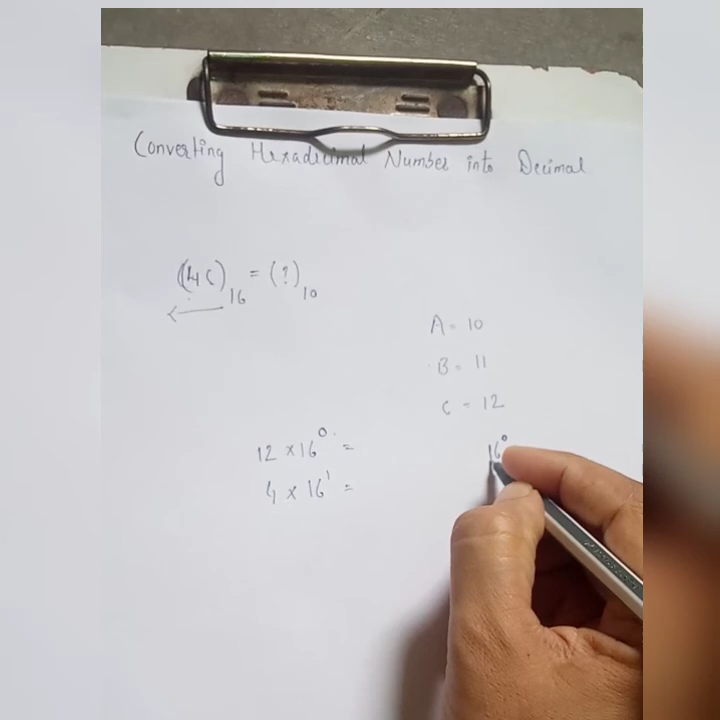 Converting Hexadecimal Number into Decimal
(4C)₁₆ = (?)₁₀
A = 10
B = 11
C = 12
12 × 16⁰ =
16⁰
4 × 16¹ =